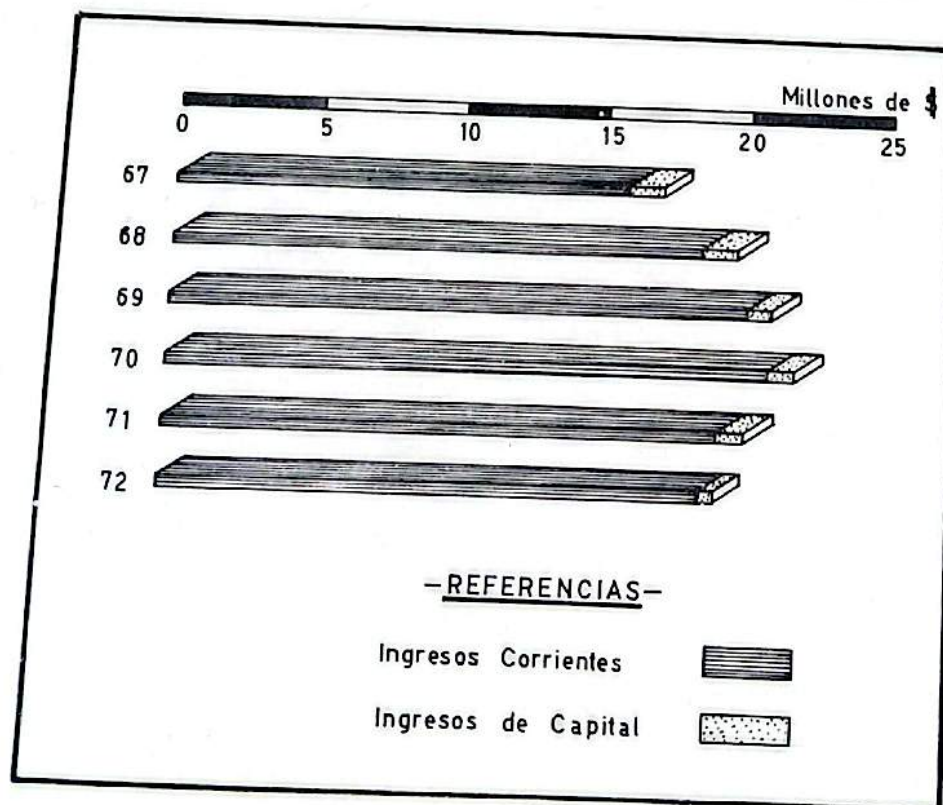 Millones de $
0 5 10 15 20 25
67
68
69
70
71
72
—REFERENCIAS—
Ingresos Corrientes
Ingresos de Capital